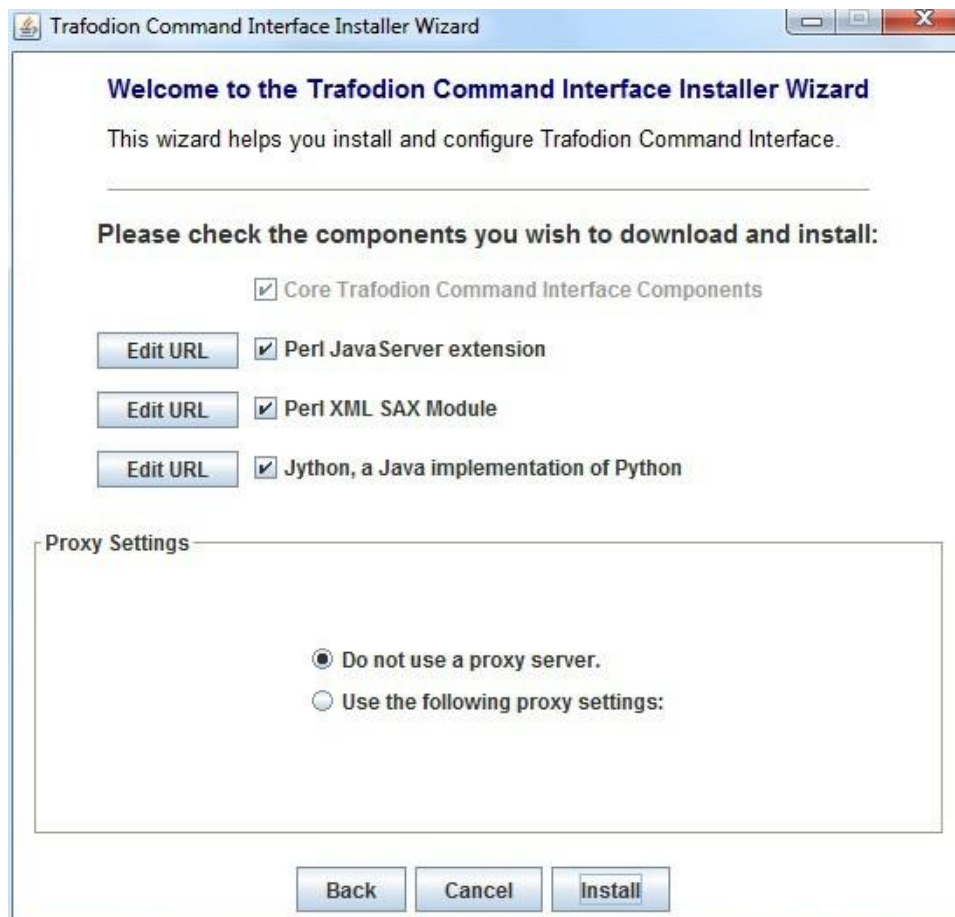 Trafodion Command Interface Installer Wizard
Welcome to the Trafodion Command Interface Installer Wizard
This wizard helps you install and configure Trafodion Command Interface.
Please check the components you wish to download and install:
Core Trafodion Command Interface Components
Edit URL Perl JavaServer extension
Edit URL Perl XML SAX Module
Edit URL Jython, a Java implementation of Python
Proxy Settings
Do not use a proxy server.
Use the following proxy settings:
Back Cancel Install